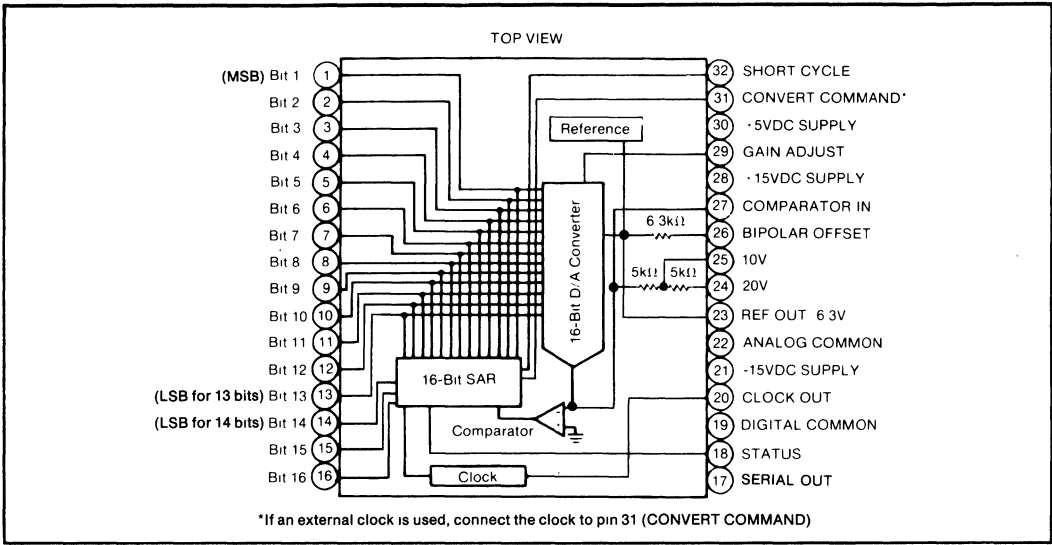 TOP VIEW
(MSB) Bit 1 1
Bit 2 2
Bit 3 3
Bit 4 4
Bit 5 5
Bit 6 6
Bit 7 7
Bit 8 8
Bit 9 9
Bit 10 10
Bit 11 11
Bit 12 12
(LSB for 13 bits) Bit 13 13
(LSB for 14 bits) Bit 14 14
Bit 15 15
Bit 16 16
Reference
16-Bit D/A Converter
6 3kΩ
5kΩ 5kΩ
16-Bit SAR
Comparator
Clock
32 SHORT CYCLE
31 CONVERT COMMAND*
30 ·5VDC SUPPLY
29 GAIN ADJUST
28 ·15VDC SUPPLY
27 COMPARATOR IN
26 BIPOLAR OFFSET
25 10V
24 20V
23 REF OUT 6 3V
22 ANALOG COMMON
21 -15VDC SUPPLY
20 CLOCK OUT
19 DIGITAL COMMON
18 STATUS
17 SERIAL OUT
*If an external clock is used, connect the clock to pin 31 (CONVERT COMMAND)